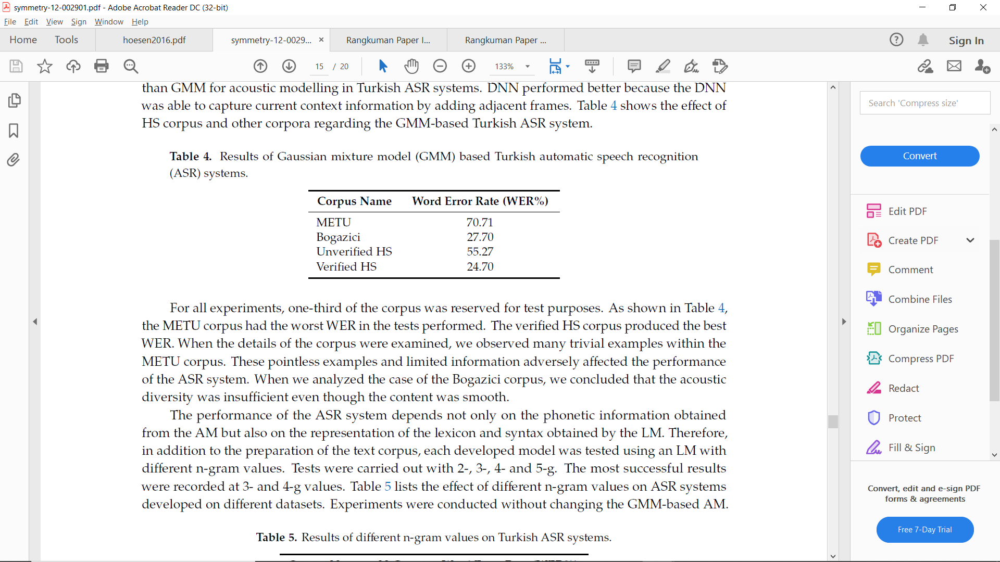 symmetry-12-002901.pdf - Adobe Acrobat Reader DC (32-bit)
File Edit View Sign Window Help
Home Tools hoesen2016.pdf symmetry-12-0029... × Rangkuman Paper I... Rangkuman Paper ... Sign In
15 / 20 133%
than GMM for acoustic modelling in Turkish ASR systems. DNN performed better because the DNN
was able to capture current context information by adding adjacent frames. Table 4 shows the effect of
HS corpus and other corpora regarding the GMM-based Turkish ASR system.
Table 4. Results of Gaussian mixture model (GMM) based Turkish automatic speech recognition
(ASR) systems.
Corpus Name Word Error Rate (WER%)
METU 70.71
Bogazici 27.70
Unverified HS 55.27
Verified HS 24.70
For all experiments, one-third of the corpus was reserved for test purposes. As shown in Table 4,
the METU corpus had the worst WER in the tests performed. The verified HS corpus produced the best
WER. When the details of the corpus were examined, we observed many trivial examples within the
METU corpus. These pointless examples and limited information adversely affected the performance
of the ASR system. When we analyzed the case of the Bogazici corpus, we concluded that the acoustic
diversity was insufficient even though the content was smooth.
The performance of the ASR system depends not only on the phonetic information obtained
from the AM but also on the representation of the lexicon and syntax obtained by the LM. Therefore,
in addition to the preparation of the text corpus, each developed model was tested using an LM with
different n-gram values. Tests were carried out with 2-, 3-, 4- and 5-g. The most successful results
were recorded at 3- and 4-g values. Table 5 lists the effect of different n-gram values on ASR systems
developed on different datasets. Experiments were conducted without changing the GMM-based AM.
Table 5. Results of different n-gram values on Turkish ASR systems.
Search 'Compress size'
Convert
Edit PDF
Create PDF
Comment
Combine Files
Organize Pages
Compress PDF
Redact
Protect
Fill & Sign
Convert, edit and e-sign PDF
forms & agreements
Free 7-Day Trial